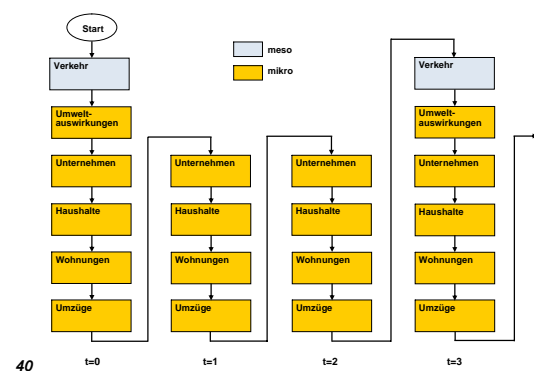 Start
meso
mikro
Verkehr
Umwelt-
auswirkungen
Unternehmen
Haushalte
Wohnungen
Umzüge
t=0
Unternehmen
Haushalte
Wohnungen
Umzüge
t=1
Unternehmen
Haushalte
Wohnungen
Umzüge
t=2
Verkehr
Umwelt-
auswirkungen
Unternehmen
Haushalte
Wohnungen
Umzüge
t=3
40